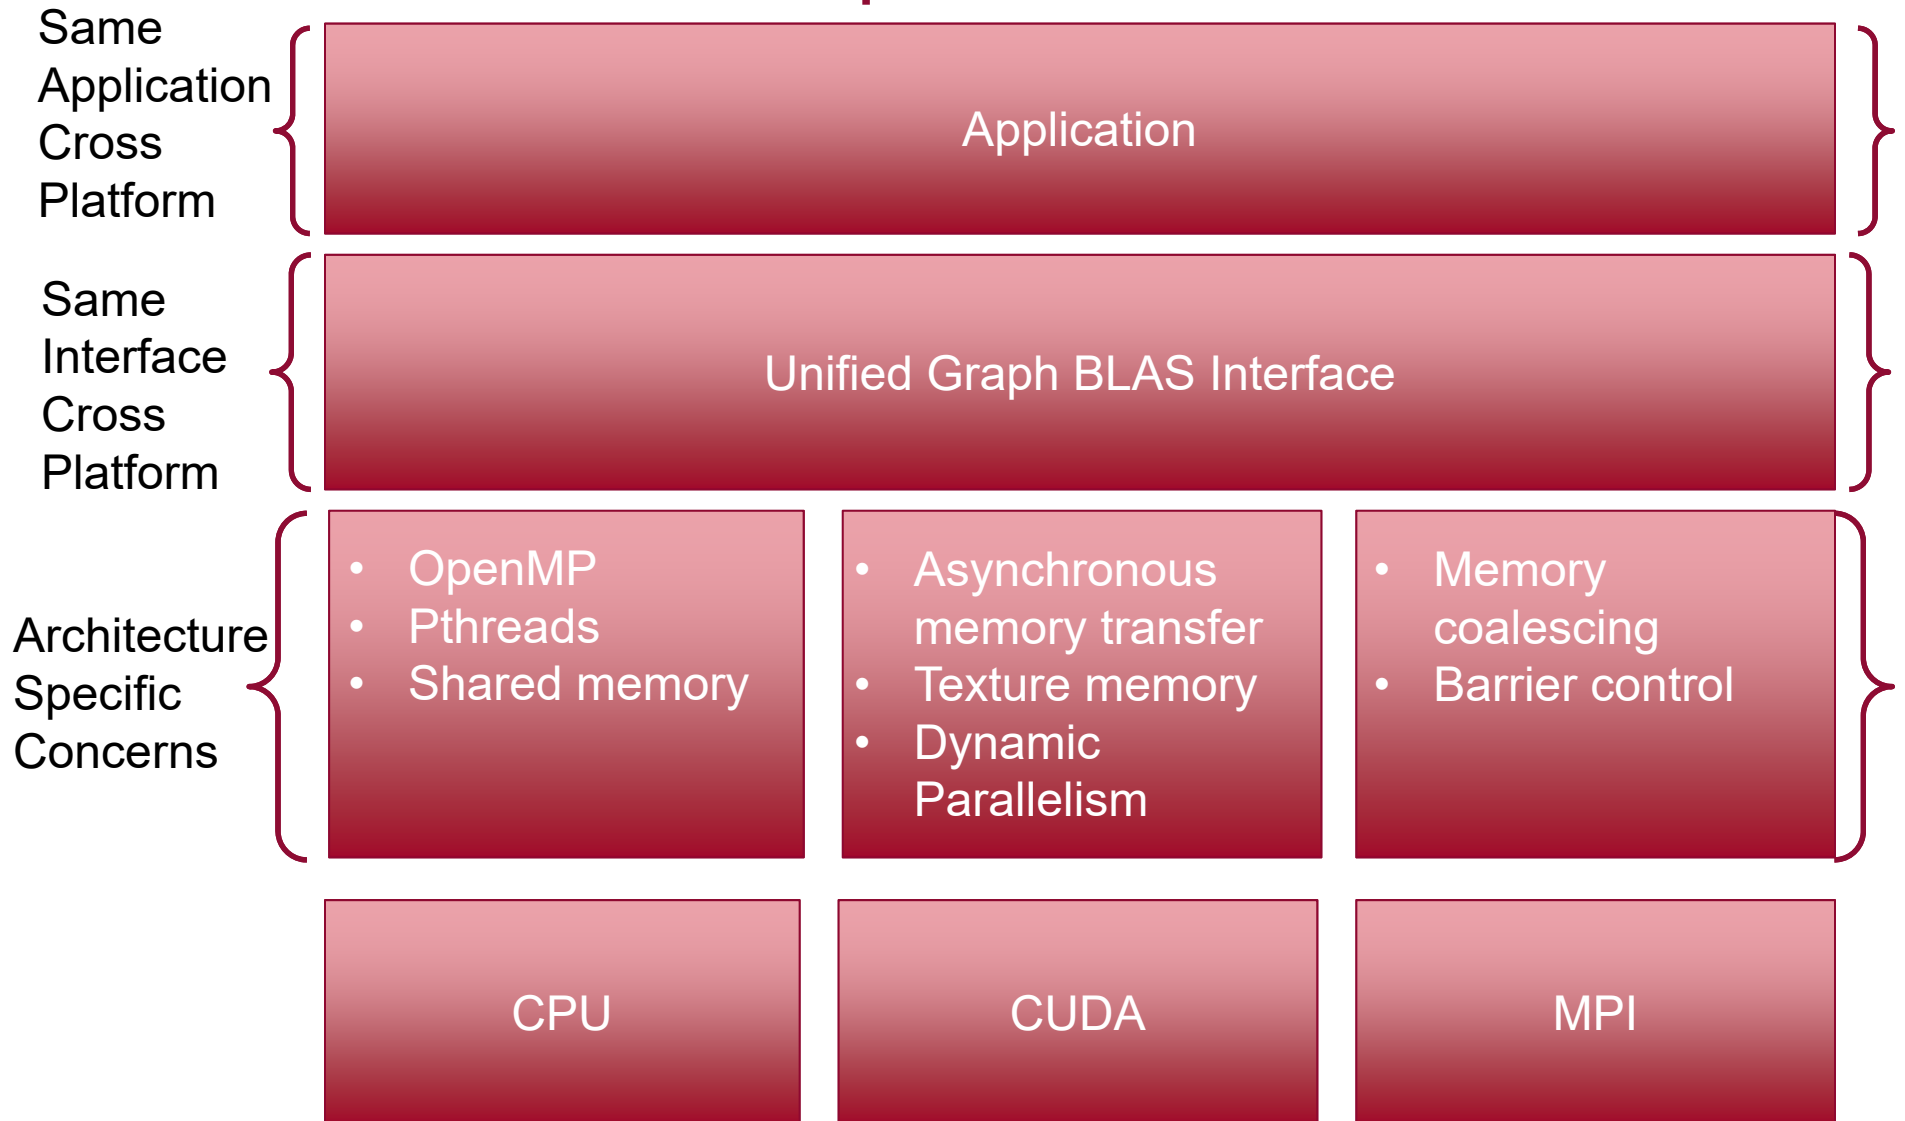 Same
Application
Cross
Platform
Application
Same
Interface
Cross
Platform
Unified Graph BLAS Interface
Architecture
Specific
Concerns
• OpenMP
• Pthreads
• Shared memory
• Asynchronous
memory transfer
• Texture memory
• Dynamic
Parallelism
• Memory
coalescing
• Barrier control
CPU
CUDA
MPI